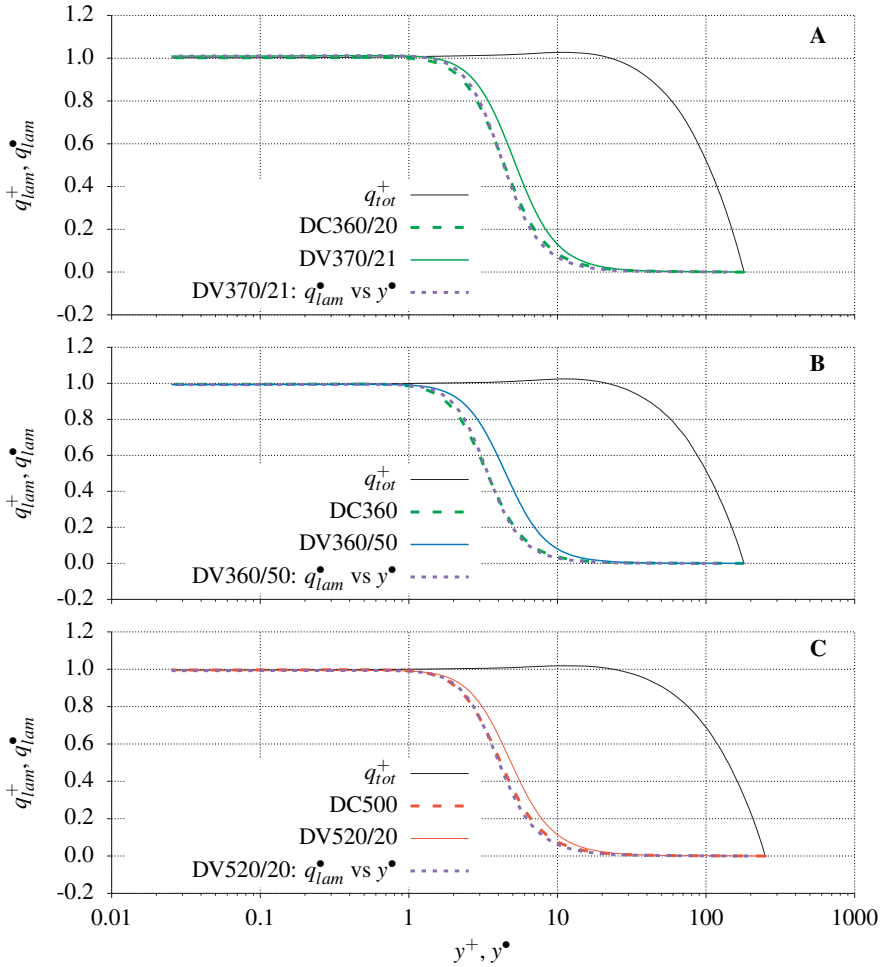 1.2
A
1.0
0.8
0.6
0.4
0.2
0.0
-0.2
q⁺lam, q•lam
q⁺tot
DC360/20
DV370/21
DV370/21: q•lam vs y•
1.2
B
1.0
0.8
0.6
0.4
0.2
0.0
-0.2
q⁺lam, q•lam
q⁺tot
DC360
DV360/50
DV360/50: q•lam vs y•
1.2
C
1.0
0.8
0.6
0.4
0.2
0.0
-0.2
q⁺lam, q•lam
q⁺tot
DC500
DV520/20
DV520/20: q•lam vs y•
0.01 0.1 1 10 100 1000
y⁺, y•